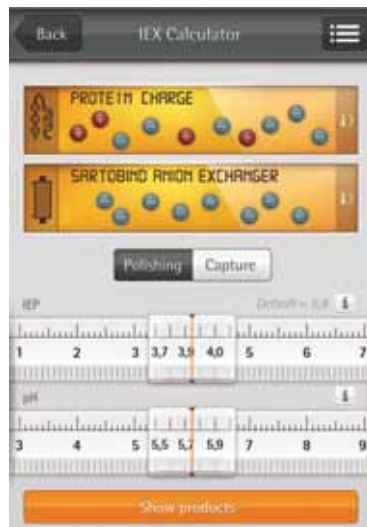 Back IEX Calculator
PROTEIN CHARGE
SARTOBIND ANION EXCHANGER
Polishing Capture
IEP Default = 3,9 i
1 2 3 3,7 3,9 4,0 5 6 7
pH i
3 4 5 5,5 5,7 5,9 7 8 9
Show products